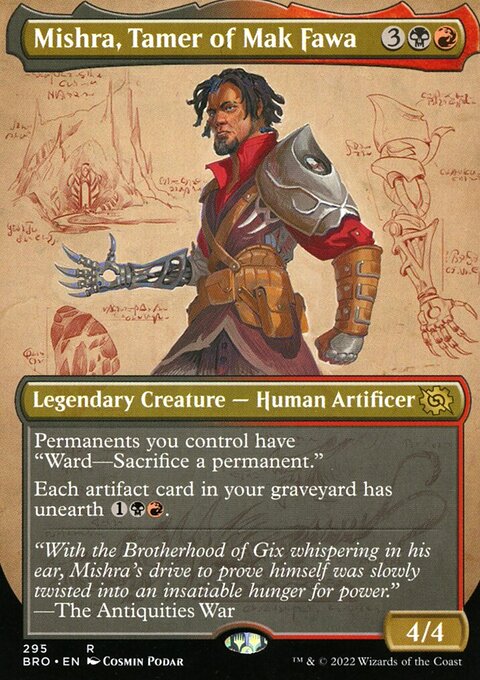 Mishra, Tamer of Mak Fawa 3
Legendary Creature — Human Artificer
Permanents you control have
“Ward—Sacrifice a permanent.”
Each artifact card in your graveyard has
unearth 1.
“With the Brotherhood of Gix whispering in his
ear, Mishra’s drive to prove himself was slowly
twisted into an insatiable hunger for power.”
—The Antiquities War
4/4
295 R
BRO • EN Cosmin Podar
™ & © 2022 Wizards of the Coast